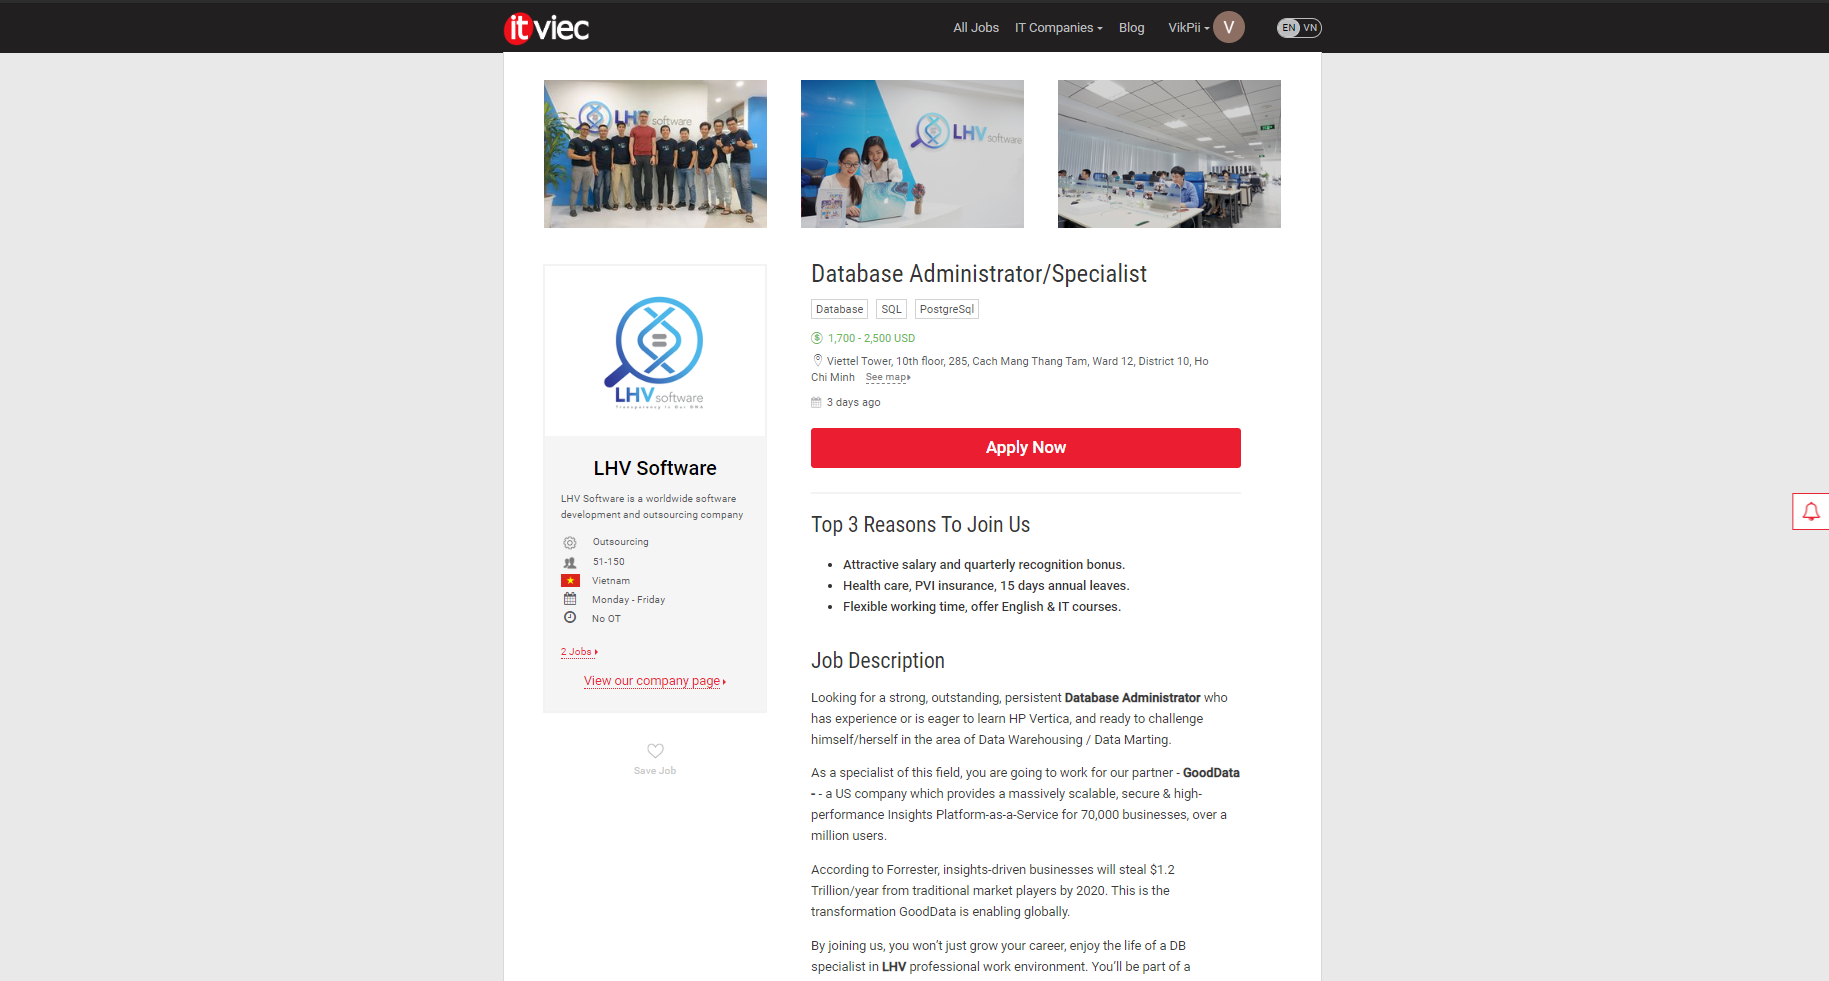 itviec
All Jobs
IT Companies
Blog
VikPii
V
EN VN
LHV software
LHV software
Database Administrator/Specialist
Database
SQL
PostgreSql
$ 1,700 - 2,500 USD
Viettel Tower, 10th floor, 285, Cach Mang Thang Tam, Ward 12, District 10, Ho
Chi Minh See map
3 days ago
Apply Now
LHV software
Transparency Is Our DNA
LHV Software
LHV Software is a worldwide software
development and outsourcing company
Outsourcing
51-150
Vietnam
Monday - Friday
No OT
2 Jobs
View our company page
Save Job
Top 3 Reasons To Join Us
• Attractive salary and quarterly recognition bonus.
• Health care, PVI insurance, 15 days annual leaves.
• Flexible working time, offer English & IT courses.
Job Description
Looking for a strong, outstanding, persistent Database Administrator who
has experience or is eager to learn HP Vertica, and ready to challenge
himself/herself in the area of Data Warehousing / Data Marting.
As a specialist of this field, you are going to work for our partner - GoodData
- - a US company which provides a massively scalable, secure & high-
performance Insights Platform-as-a-Service for 70,000 businesses, over a
million users.
According to Forrester, insights-driven businesses will steal $1.2
Trillion/year from traditional market players by 2020. This is the
transformation GoodData is enabling globally.
By joining us, you won't just grow your career, enjoy the life of a DB
specialist in LHV professional work environment. You'll be part of a